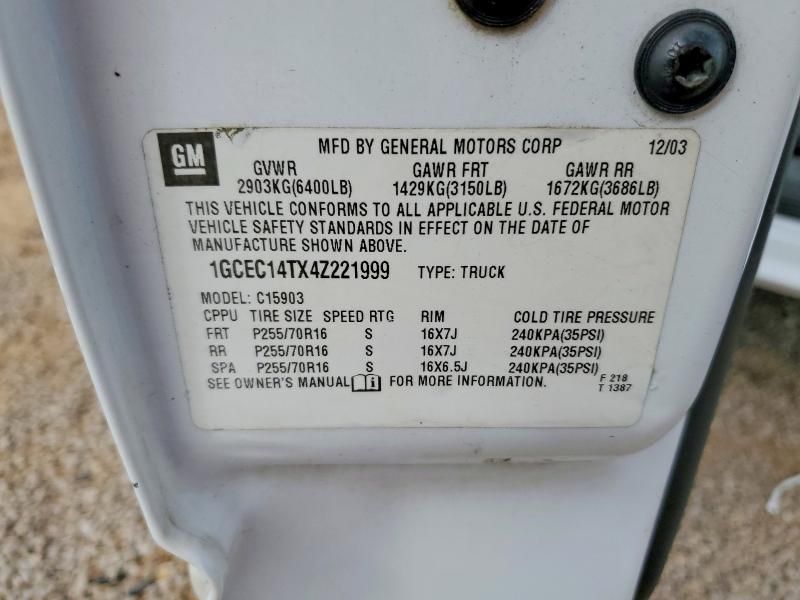 GM MFD BY GENERAL MOTORS CORP 12/03
GVWR GAWR FRT GAWR RR
2903KG(6400LB) 1429KG(3150LB) 1672KG(3686LB)
THIS VEHICLE CONFORMS TO ALL APPLICABLE U.S. FEDERAL MOTOR
VEHICLE SAFETY STANDARDS IN EFFECT ON THE DATE OF
MANUFACTURE SHOWN ABOVE.
1GCEC14TX4Z221999 TYPE: TRUCK
MODEL: C15903
CPPU TIRE SIZE SPEED RTG RIM COLD TIRE PRESSURE
FRT P255/70R16 S 16X7J 240KPA(35PSI)
RR P255/70R16 S 16X7J 240KPA(35PSI)
SPA P255/70R16 S 16X6.5J 240KPA(35PSI)
SEE OWNER'S MANUAL FOR MORE INFORMATION.
F 218
T 1387